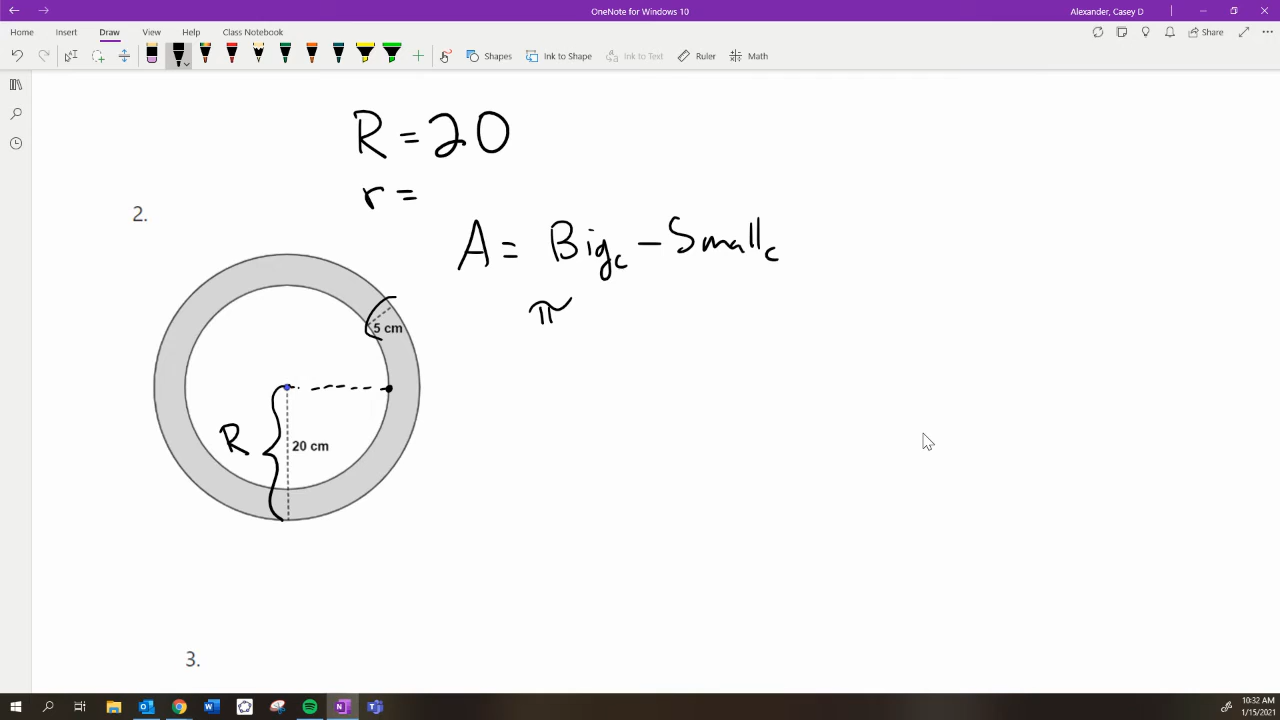 OneNote for Windows 10
Alexander, Casey D
Home Insert Draw View Help Class Notebook
Share
Shapes Ink to Shape Ink to Text Ruler Math
R = 20
r =
2.
A = Big_c - Small_c
π
5 cm
R
20 cm
3.
10:32 AM
1/15/2021